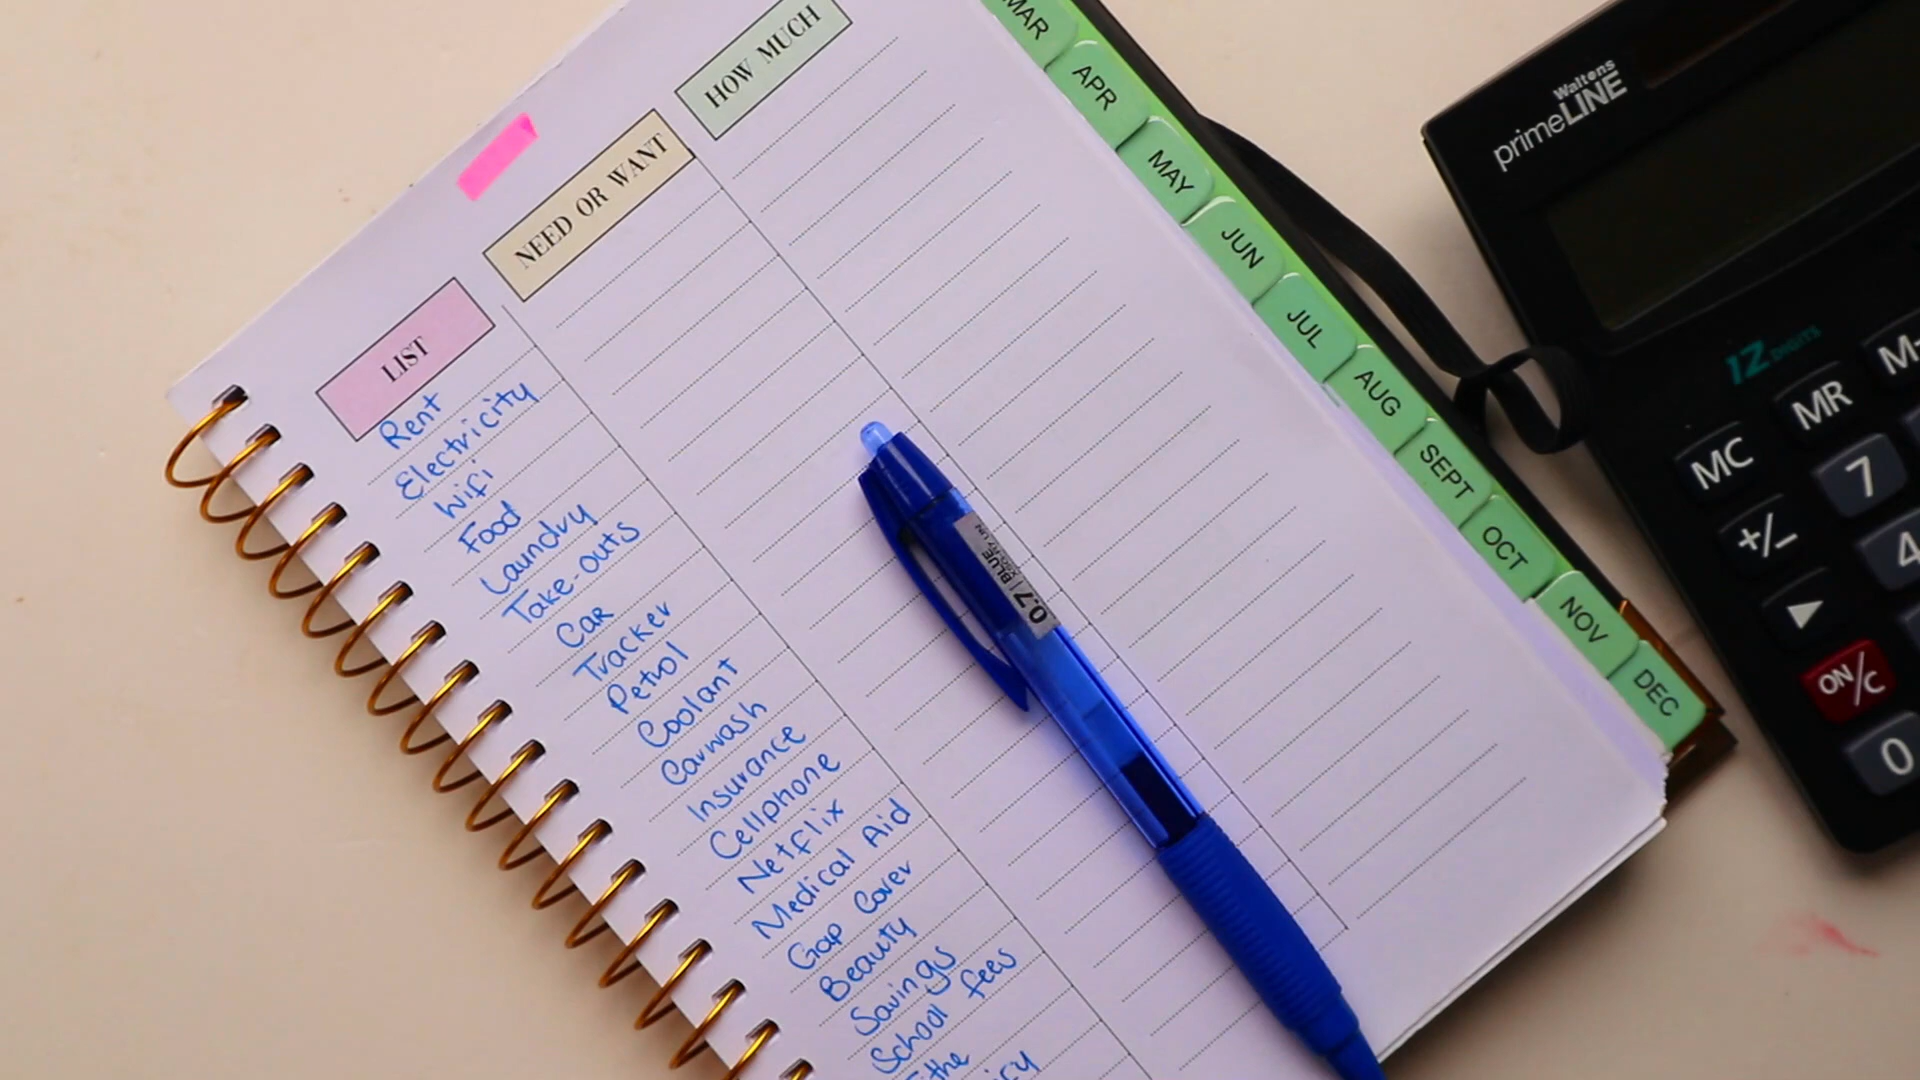 LIST
NEED OR WANT
HOW MUCH
Rent
Electricity
Wifi
Food
Laundry
Take-outs
Car
Tracker
Petrol
Coolant
Carwash
Insurance
Cellphone
Netflix
Medical Aid
Gap Cover
Beauty
Savings
School fees
MAR
APR
MAY
JUN
JUL
AUG
SEPT
OCT
NOV
DEC
0.7 BLUE
Waltens
primeLINE
12 DIGITS
MC MR M-
+/- 7
4
ON/C
0